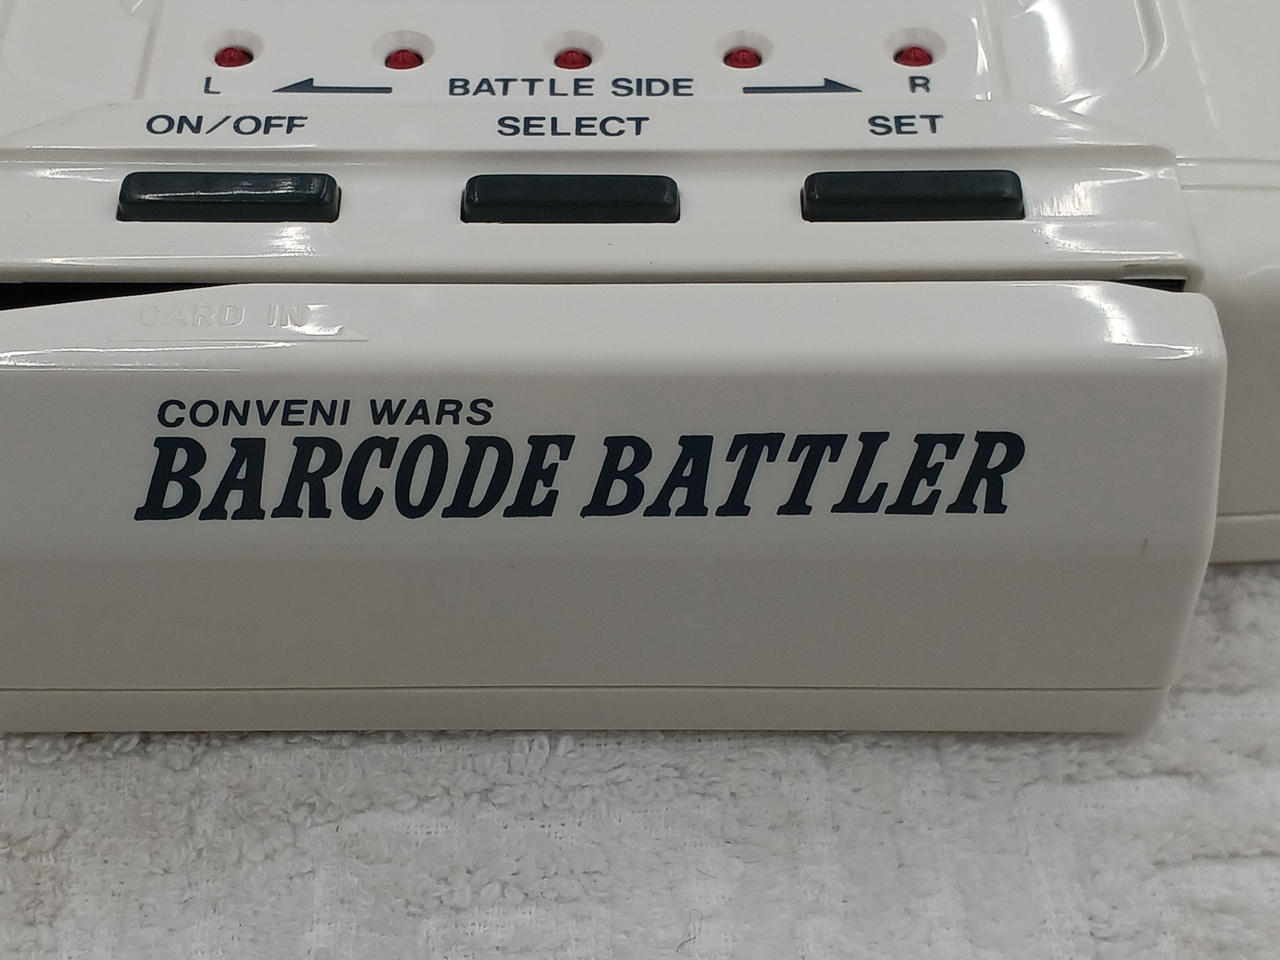 L BATTLE SIDE R
ON/OFF SELECT SET
CARD IN
CONVENI WARS
BARCODE BATTLER